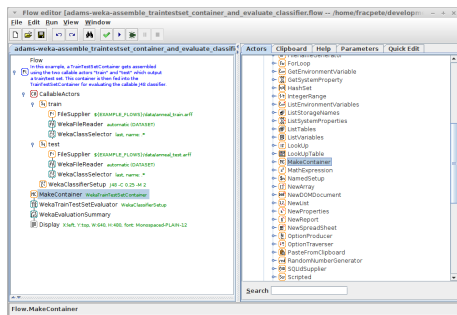 Flow editor [adams-weka-assemble_traintestset_container_and_evaluate_classifier.flow -- /home/fracpete/developm
File Edit Run View Window
adams-weka-assemble_traintestset_container_and_evaluate_classifi
Flow
In this example, a TrainTestSetContainer gets assembled
using the two callable actors "train" and "test" which output
a train/test set. This container is then fed into the
TrainTestSetContainer for evaluating the callable J48 classifier.
CallableActors
train
FileSupplier ${EXAMPLE_FLOWS}/data/anneal_train.arff
WekaFileReader automatic (DATASET)
WekaClassSelector last, name: .*
test
FileSupplier ${EXAMPLE_FLOWS}/data/anneal_test.arff
WekaFileReader automatic (DATASET)
WekaClassSelector last, name: .*
WekaClassifierSetup J48 -C 0.25 -M 2
MakeContainer WekaTrainTestSetContainer
WekaTrainTestSetEvaluator WekaClassifierSetup
WekaEvaluationSummary
Display X:left, Y:top, W:640, H:480, font: Monospaced-PLAIN-12
Actors Clipboard Help Parameters Quick Edit
FilenameGenerator
ForLoop
GetEnvironmentVariable
GetSystemProperty
HashSet
IntegerRange
ListEnvironmentVariables
ListStorageNames
ListSystemProperties
ListTables
ListVariables
LookUp
LookUpTable
MakeContainer
MathExpression
NamedSetup
NewArray
NewDOMDocument
NewList
NewProperties
NewReport
NewSpreadSheet
OptionProducer
OptionTraverser
PasteFromClipboard
RandomNumberGenerator
SQLIdSupplier
Scripted
Search
Flow.MakeContainer